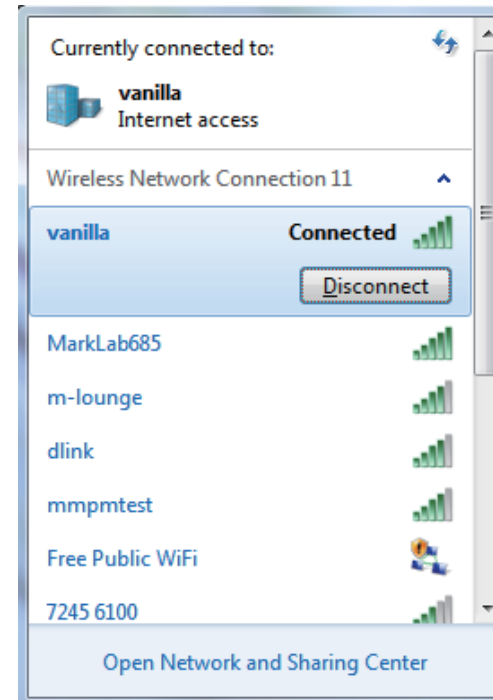 Currently connected to:
vanilla
Internet access
Wireless Network Connection 11
vanilla Connected
Disconnect
MarkLab685
m-lounge
dlink
mmpmtest
Free Public WiFi
7245 6100
Open Network and Sharing Center